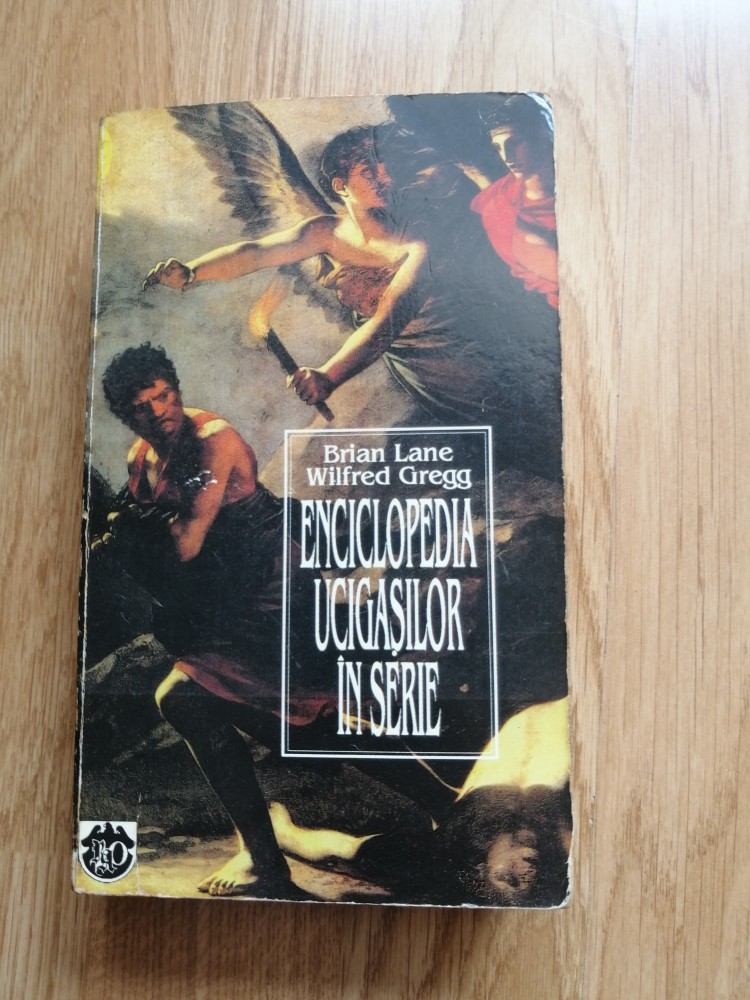 Brian Lane
Wilfred Gregg
ENCICLOPEDIA
UCIGAȘILOR
ÎN SERIE